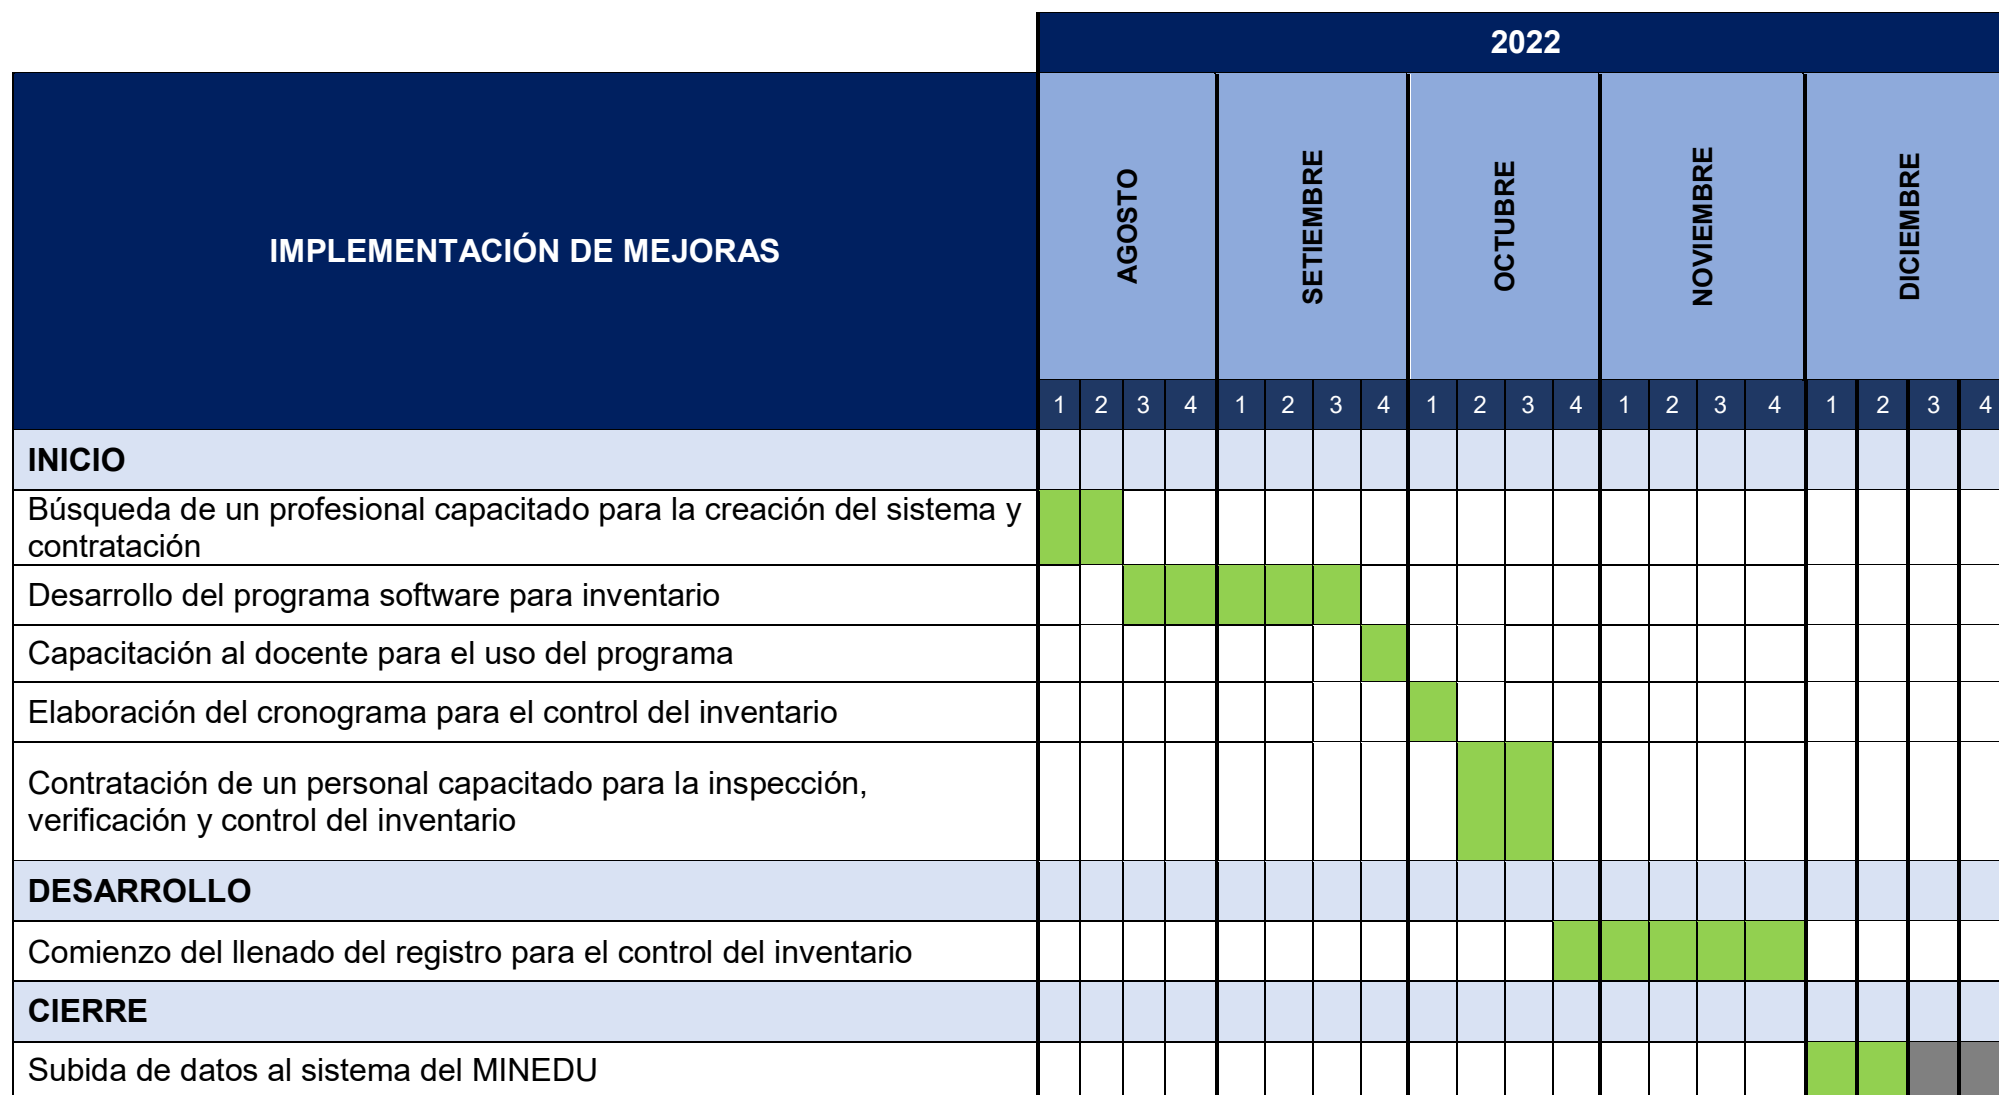 2022
IMPLEMENTACIÓN DE MEJORAS
AGOSTO
SETIEMBRE
OCTUBRE
NOVIEMBRE
DICIEMBRE
1 2 3 4 1 2 3 4 1 2 3 4 1 2 3 4 1 2 3 4
INICIO
Búsqueda de un profesional capacitado para la creación del sistema y
contratación
Desarrollo del programa software para inventario
Capacitación al docente para el uso del programa
Elaboración del cronograma para el control del inventario
Contratación de un personal capacitado para la inspección,
verificación y control del inventario
DESARROLLO
Comienzo del llenado del registro para el control del inventario
CIERRE
Subida de datos al sistema del MINEDU